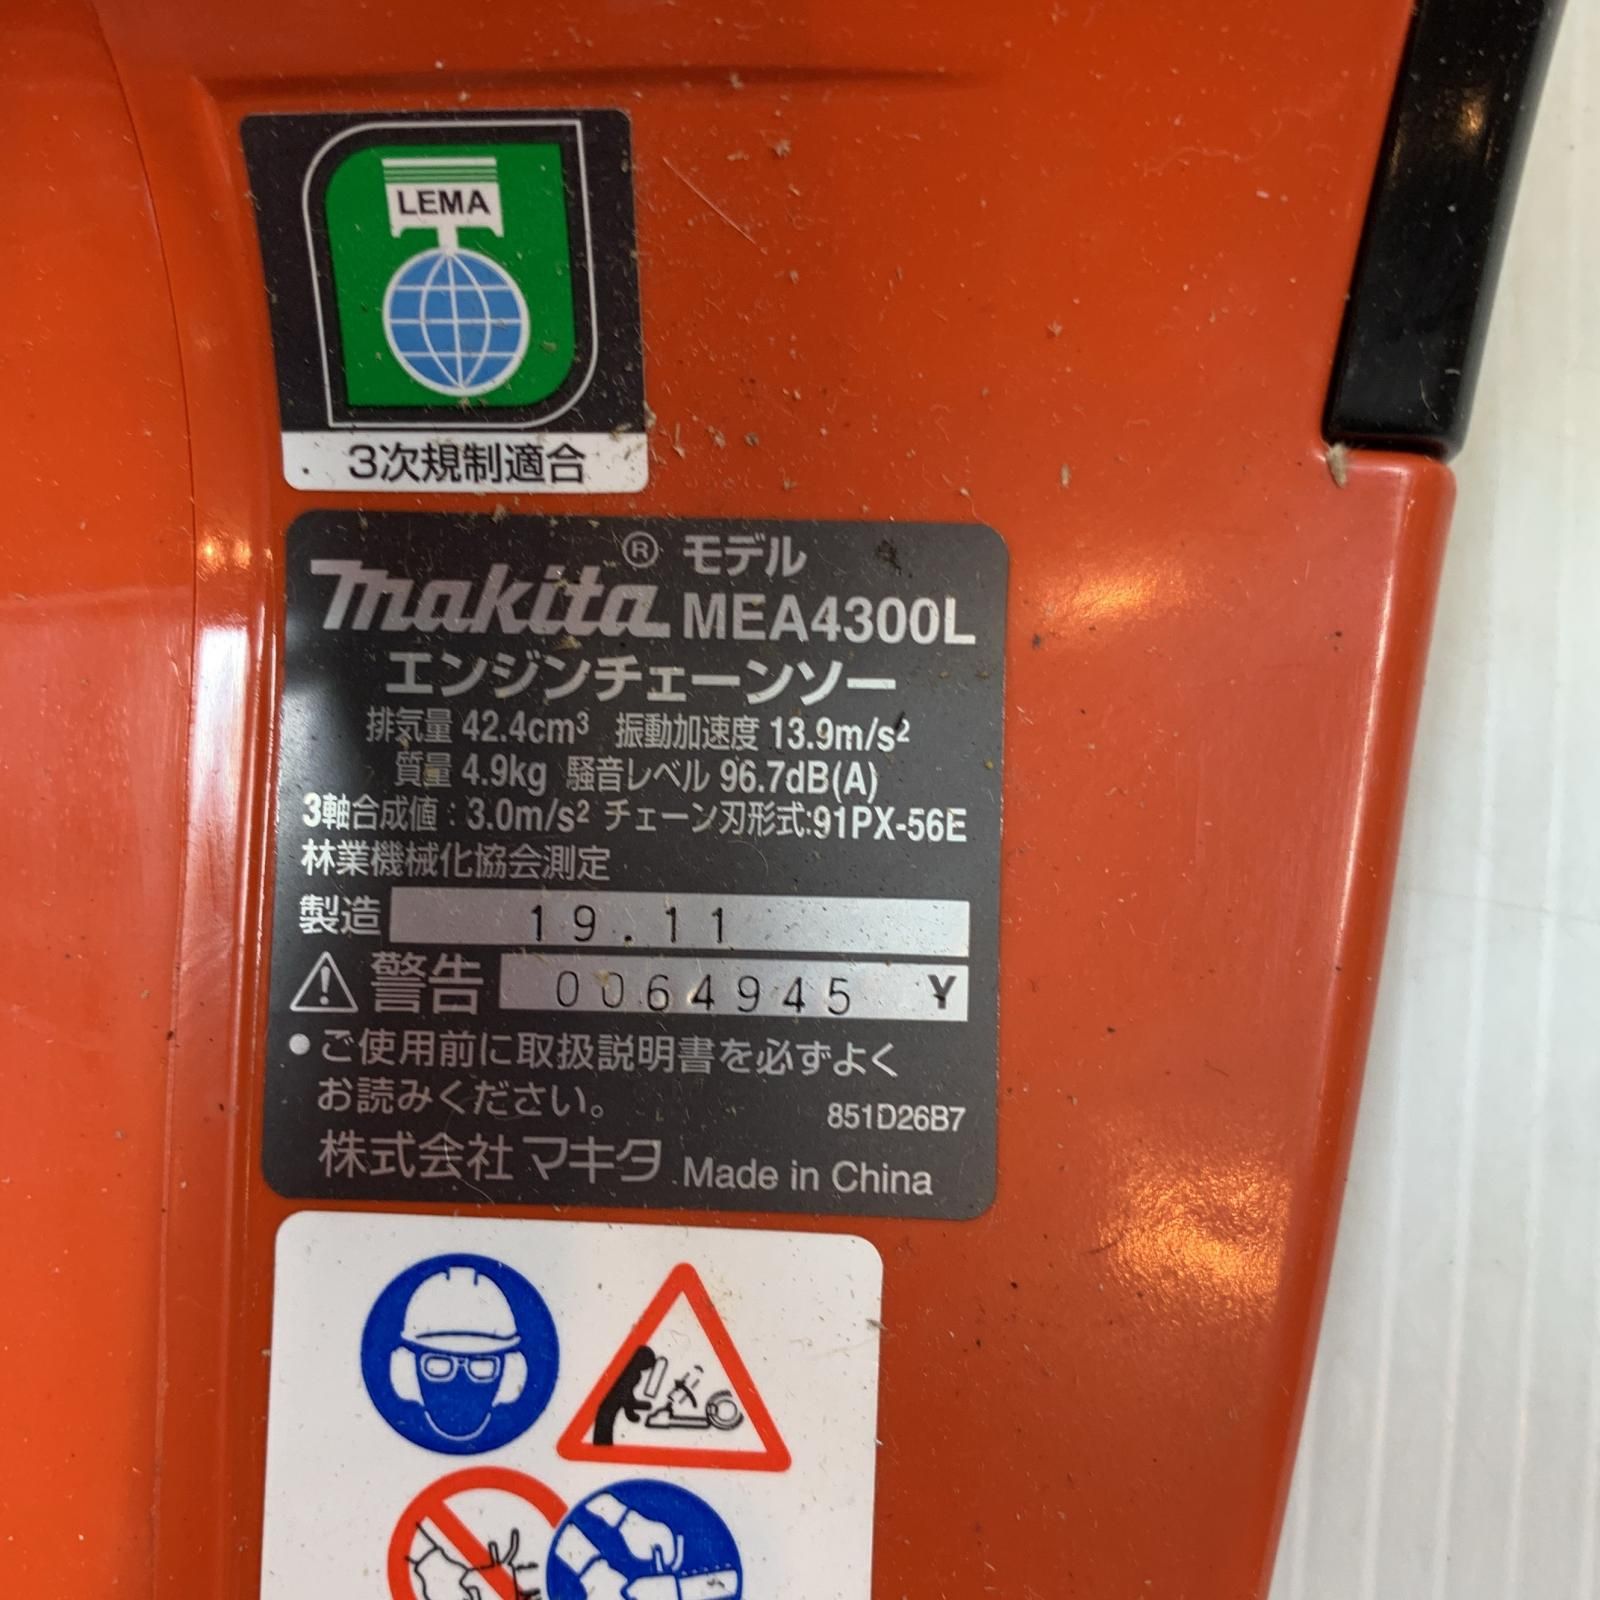 LEMA
3次規制適合
makita® モデル MEA4300L
エンジンチェーンソー
排気量 42.4cm³ 振動加速度 13.9m/s²
質量 4.9kg 騒音レベル 96.7dB(A)
3軸合成値:3.0m/s² チェーン刃形式:91PX-56E
林業機械化協会測定
製造 19.11
警告 0064945 Y
●ご使用前に取扱説明書を必ずよく
お読みください。 851D26B7
株式会社マキタ Made in China